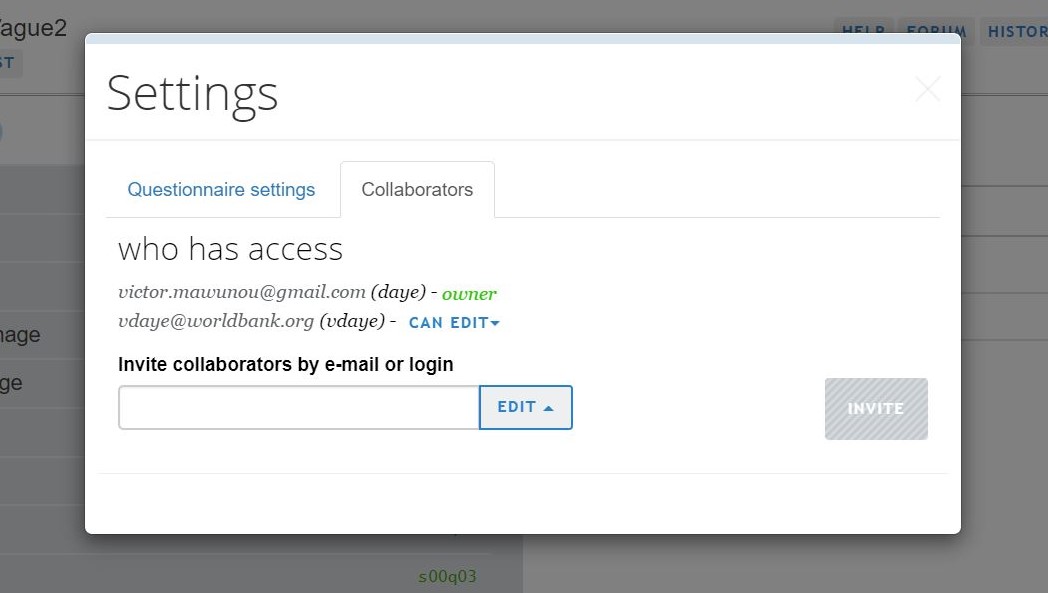 ague2
HELP FORUM HISTOR
ST
Settings
Questionnaire settings Collaborators
who has access
victor.mawunou@gmail.com (daye) - owner
vdaye@worldbank.org (vdaye) - CAN EDIT
Invite collaborators by e-mail or login
EDIT
INVITE
nage
ge
s00q03